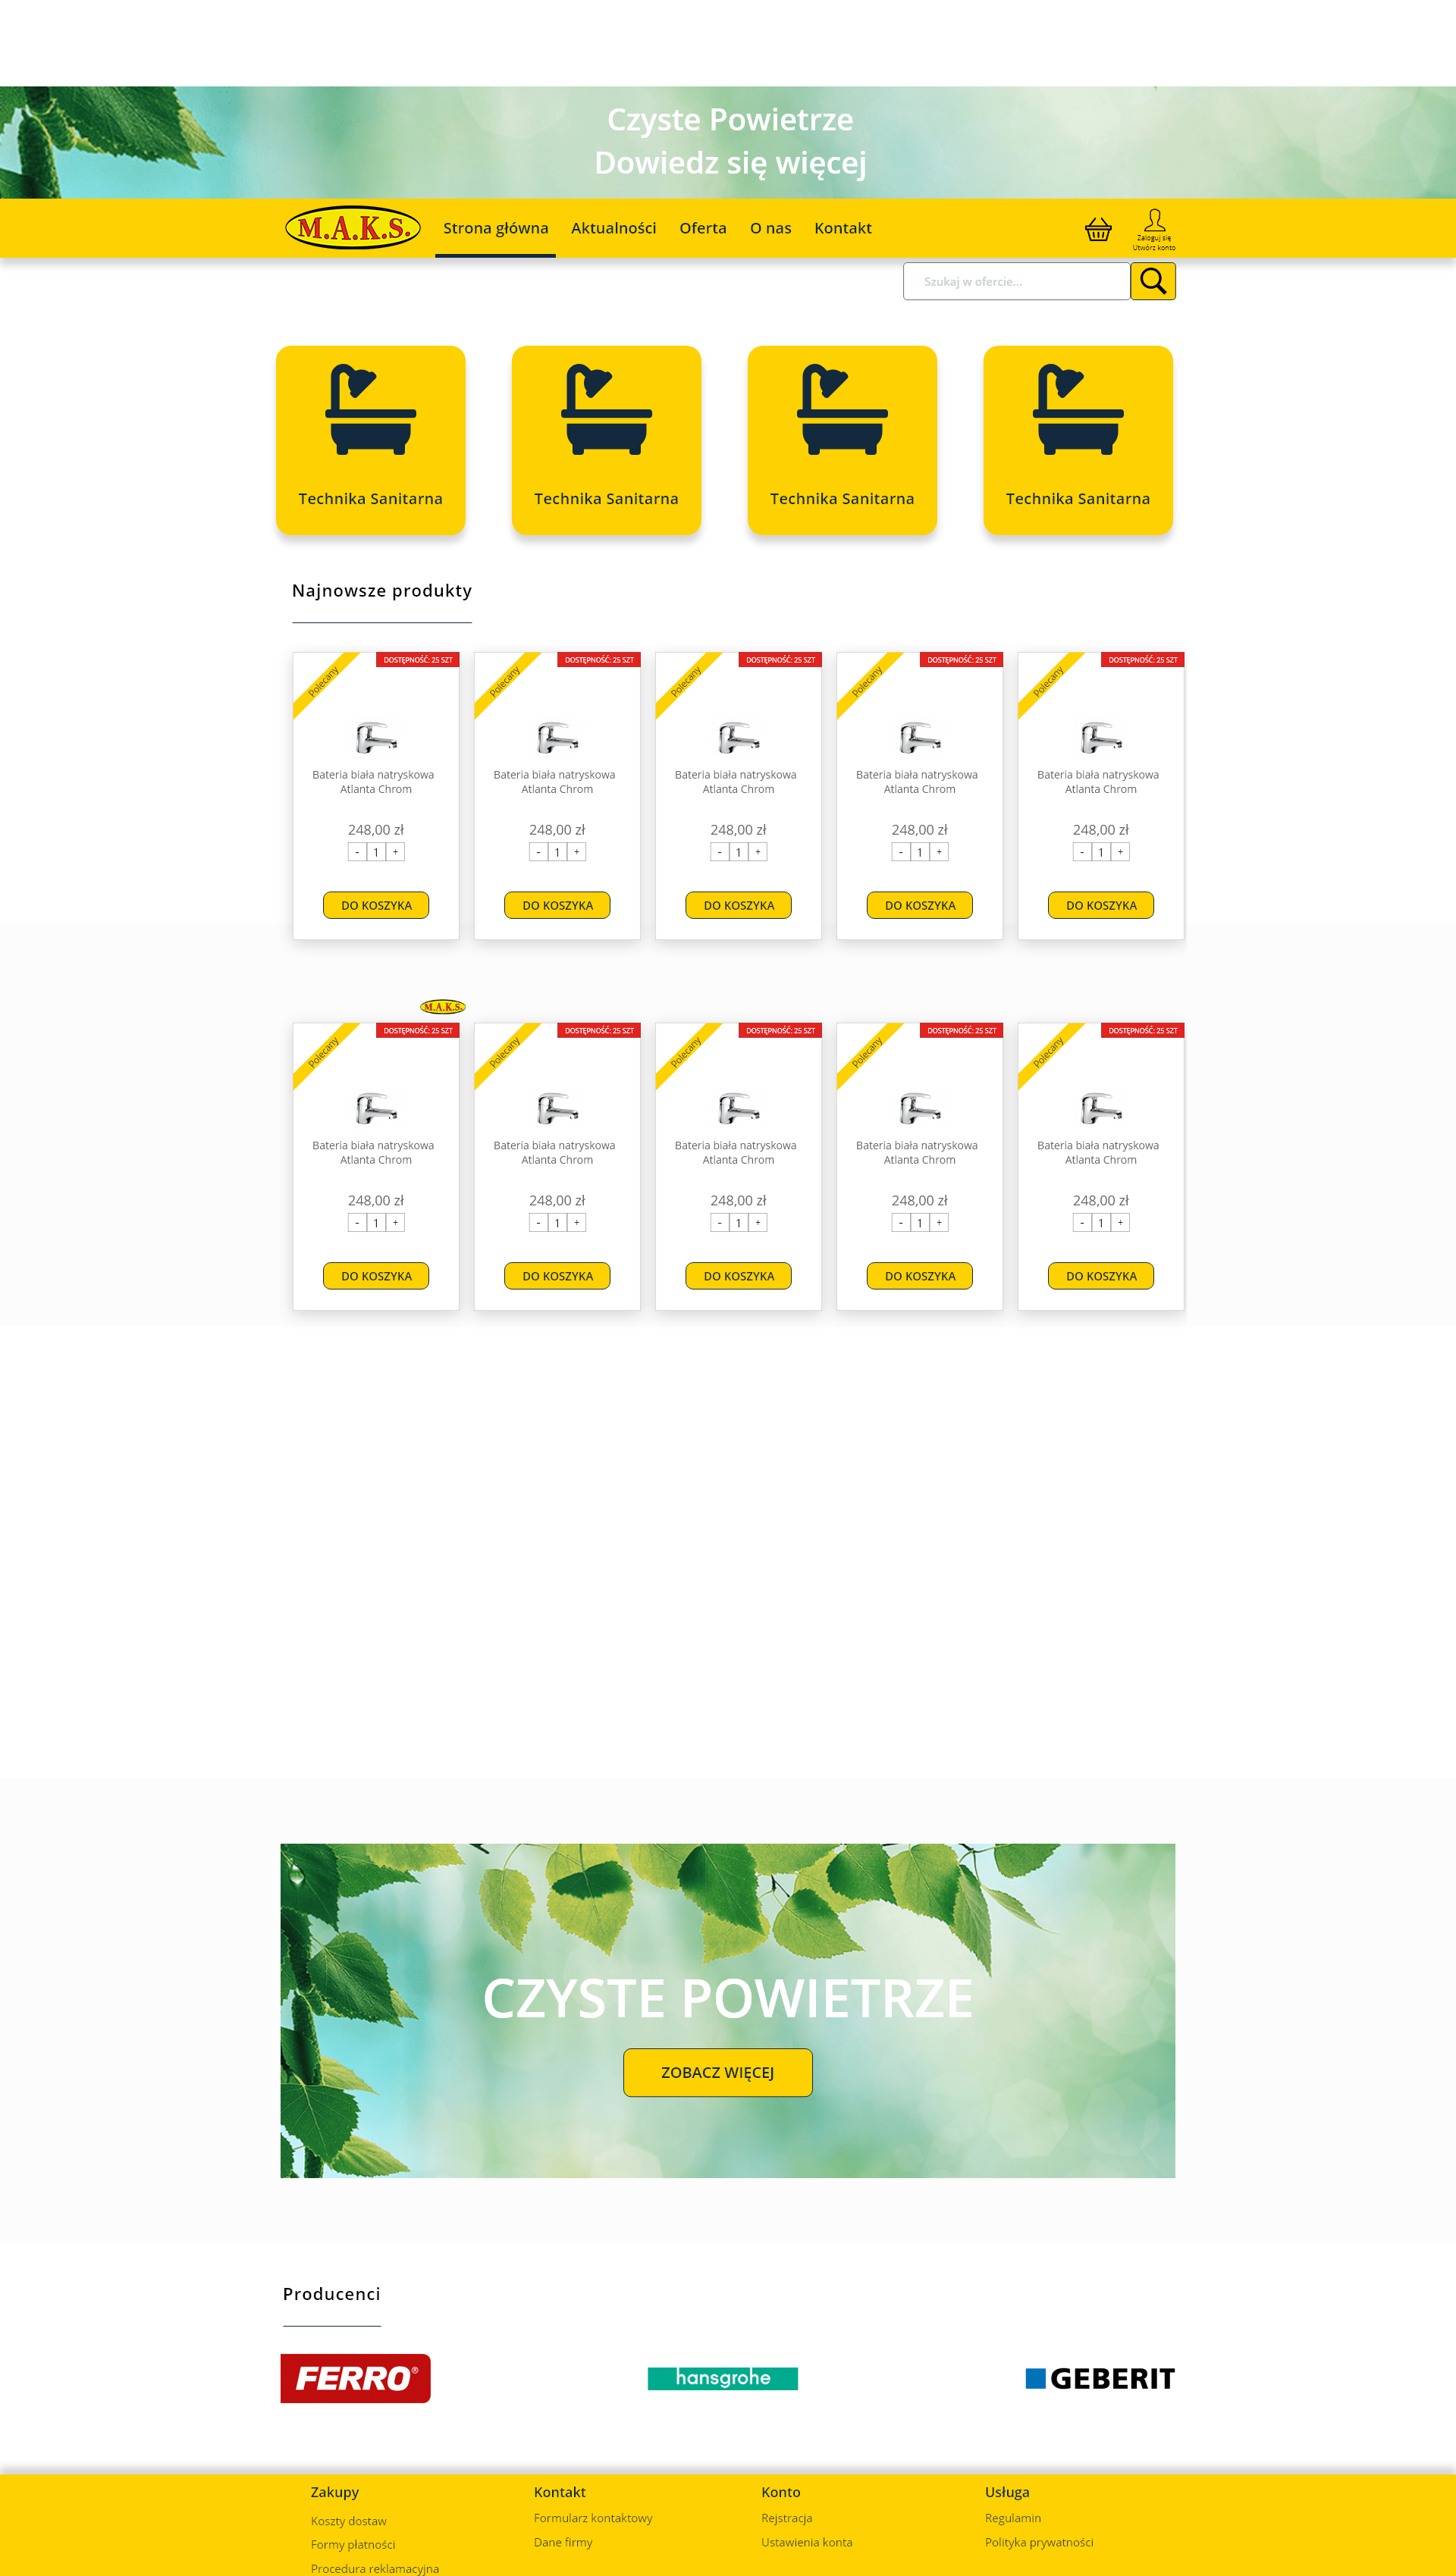 Czyste Powietrze
Dowiedz się więcej
M.A.K.S. Strona główna Aktualności Oferta O nas Kontakt
Zaloguj się
Utwórz konto
Szukaj w ofercie...
Technika Sanitarna Technika Sanitarna Technika Sanitarna Technika Sanitarna
Najnowsze produkty
DOSTĘPNOŚĆ: 25 SZT DOSTĘPNOŚĆ: 25 SZT DOSTĘPNOŚĆ: 25 SZT DOSTĘPNOŚĆ: 25 SZT DOSTĘPNOŚĆ: 25 SZT
Polecany Polecany Polecany Polecany Polecany
Bateria biała natryskowa Bateria biała natryskowa Bateria biała natryskowa Bateria biała natryskowa Bateria biała natryskowa
Atlanta Chrom Atlanta Chrom Atlanta Chrom Atlanta Chrom Atlanta Chrom
248,00 zł 248,00 zł 248,00 zł 248,00 zł 248,00 zł
- 1 + - 1 + - 1 + - 1 + - 1 +
DO KOSZYKA DO KOSZYKA DO KOSZYKA DO KOSZYKA DO KOSZYKA
M.A.K.S.
DOSTĘPNOŚĆ: 25 SZT DOSTĘPNOŚĆ: 25 SZT DOSTĘPNOŚĆ: 25 SZT DOSTĘPNOŚĆ: 25 SZT DOSTĘPNOŚĆ: 25 SZT
Polecany Polecany Polecany Polecany Polecany
Bateria biała natryskowa Bateria biała natryskowa Bateria biała natryskowa Bateria biała natryskowa Bateria biała natryskowa
Atlanta Chrom Atlanta Chrom Atlanta Chrom Atlanta Chrom Atlanta Chrom
248,00 zł 248,00 zł 248,00 zł 248,00 zł 248,00 zł
- 1 + - 1 + - 1 + - 1 + - 1 +
DO KOSZYKA DO KOSZYKA DO KOSZYKA DO KOSZYKA DO KOSZYKA
CZYSTE POWIETRZE
ZOBACZ WIĘCEJ
Producenci
FERRO® hansgrohe GEBERIT
Zakupy Kontakt Konto Usługa
Koszty dostaw Formularz kontaktowy Rejstracja Regulamin
Formy płatności Dane firmy Ustawienia konta Polityka prywatności
Procedura reklamacyjna